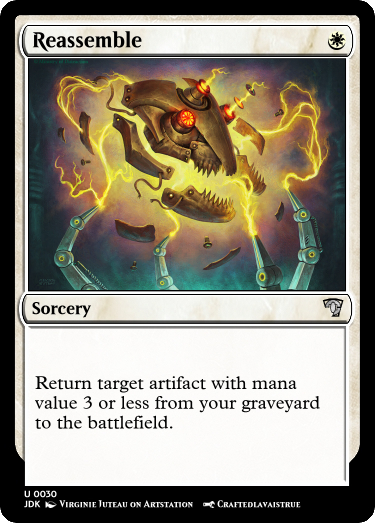 Reassemble
Sorcery
Return target artifact with mana
value 3 or less from your graveyard
to the battlefield.
U 0030
JDK Virginie Juteau on Artstation Craftedlavaistrue